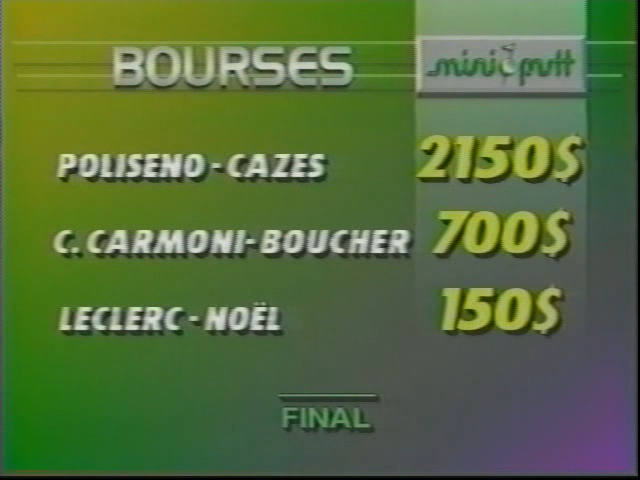 BOURSES
mini putt
POLISENO - CAZES 2150$
C. CARMONI - BOUCHER 700$
LECLERC - NOËL 150$
FINAL